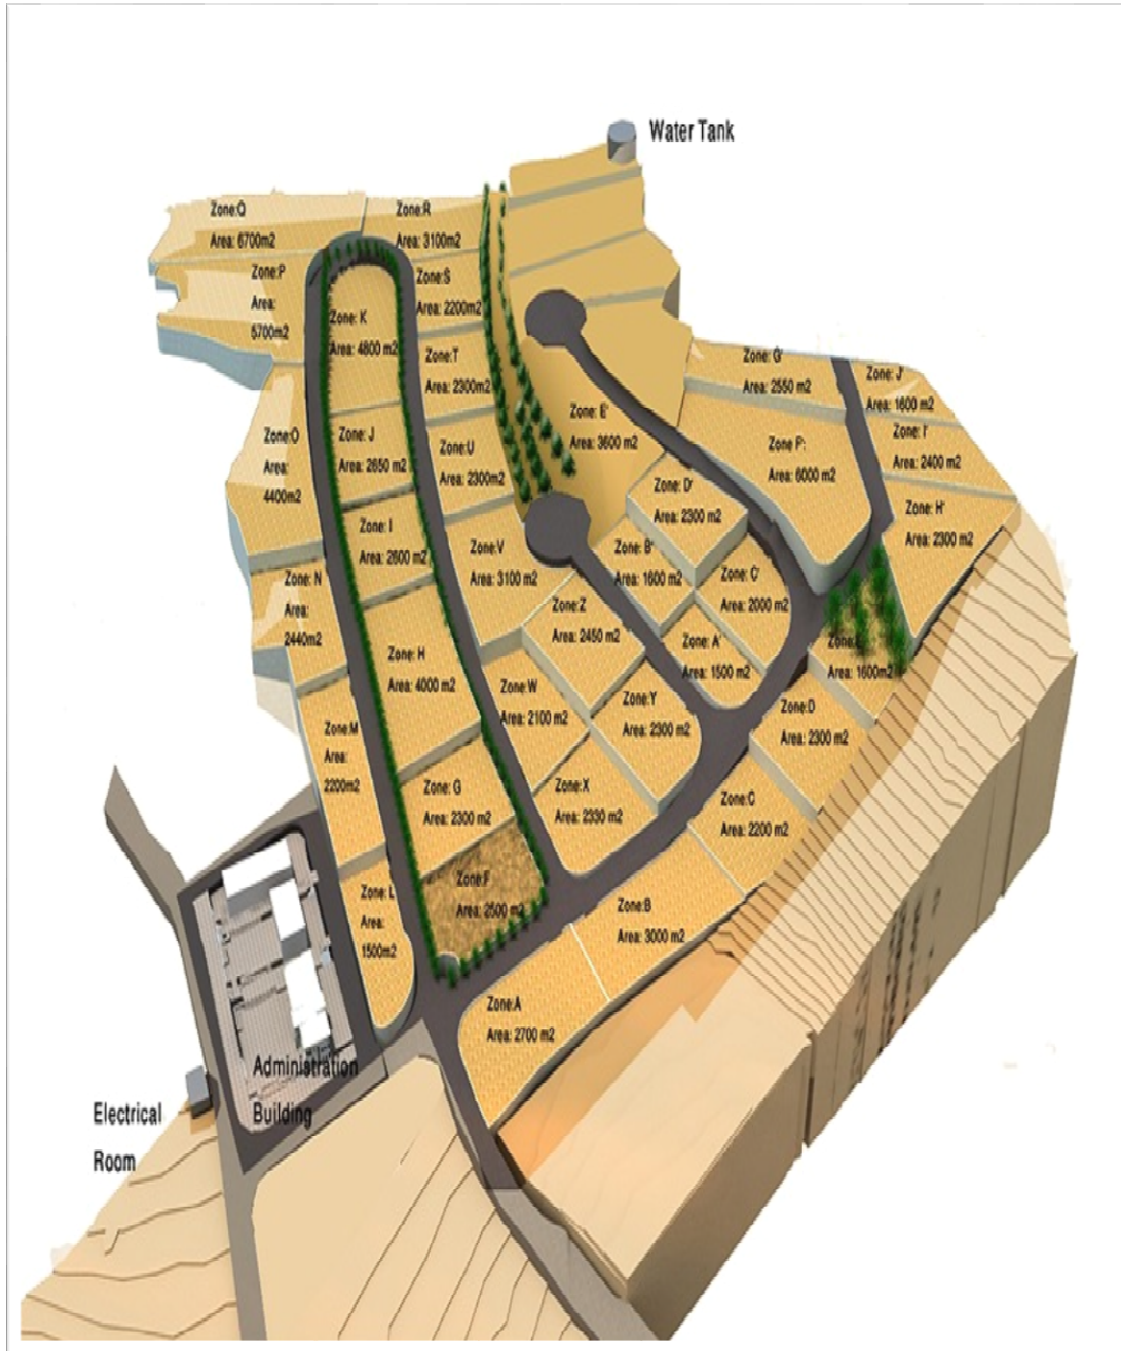 Water Tank
Zone:Q
Area: 6700m2
Zone:R
Area: 3100m2
Zone:P
Area:
5700m2
Zone:S
Area: 2200m2
Zone: K
Area: 4800 m2
Zone:T
Area: 2300m2
Zone:G'
Area: 2550 m2
Zone: J'
Area: 1600 m2
Zone: E'
Area: 3600 m2
Zone: I'
Area: 2400 m2
Zone:O
Area:
4400m2
Zone: J
Area: 2650 m2
Zone:U
Area: 2300m2
Zone F':
Area: 6000 m2
Zone: D'
Area: 2300 m2
Zone: H'
Area: 2300 m2
Zone: I
Area: 2600 m2
Zone:V
Area: 3100 m2
Zone: B'
Area: 1600 m2
Zone: C'
Area: 2000 m2
Zone: N
Area:
2440m2
Zone:Z
Area: 2450 m2
Zone: A'
Area: 1500 m2
Area: 1600m2
Zone: H
Area: 4000 m2
Zone:W
Area: 2100 m2
Zone:Y
Area: 2300 m2
Zone:D
Area: 2300 m2
Zone:M
Area:
2200m2
Zone: G
Area: 2300 m2
Zone:X
Area: 2330 m2
Zone:C
Area: 2200 m2
Zone:F
Area: 2500 m2
Zone: L
Area:
1500m2
Zone:B
Area: 3000 m2
Zone:A
Area: 2700 m2
Administration
Building
Electrical
Room